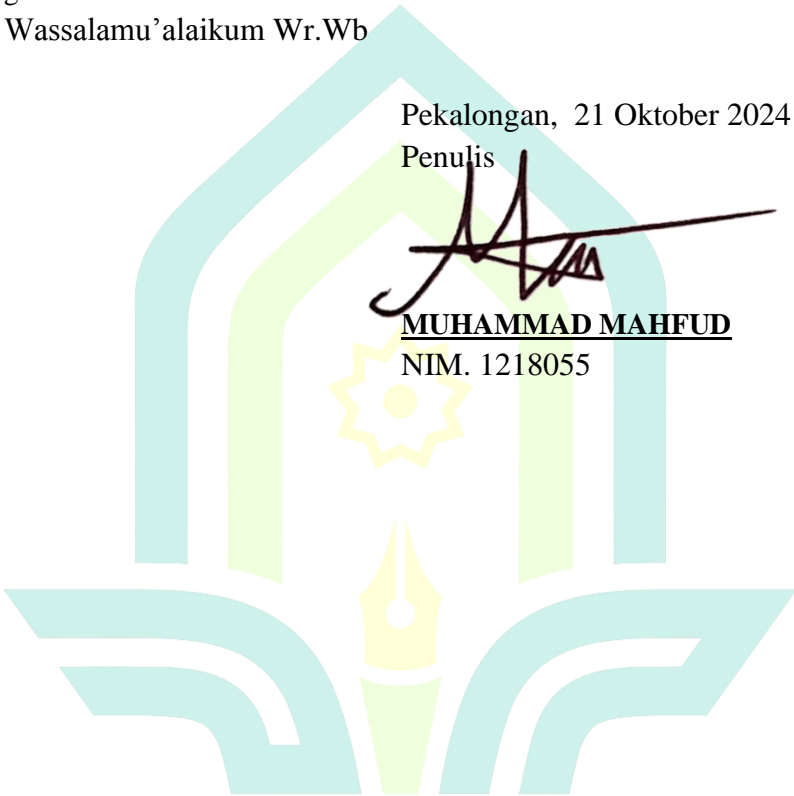 Wassalamu’alaikum Wr.Wb
Pekalongan,  21 Oktober 2024
Penulis
MUHAMMAD MAHFUD
NIM. 1218055